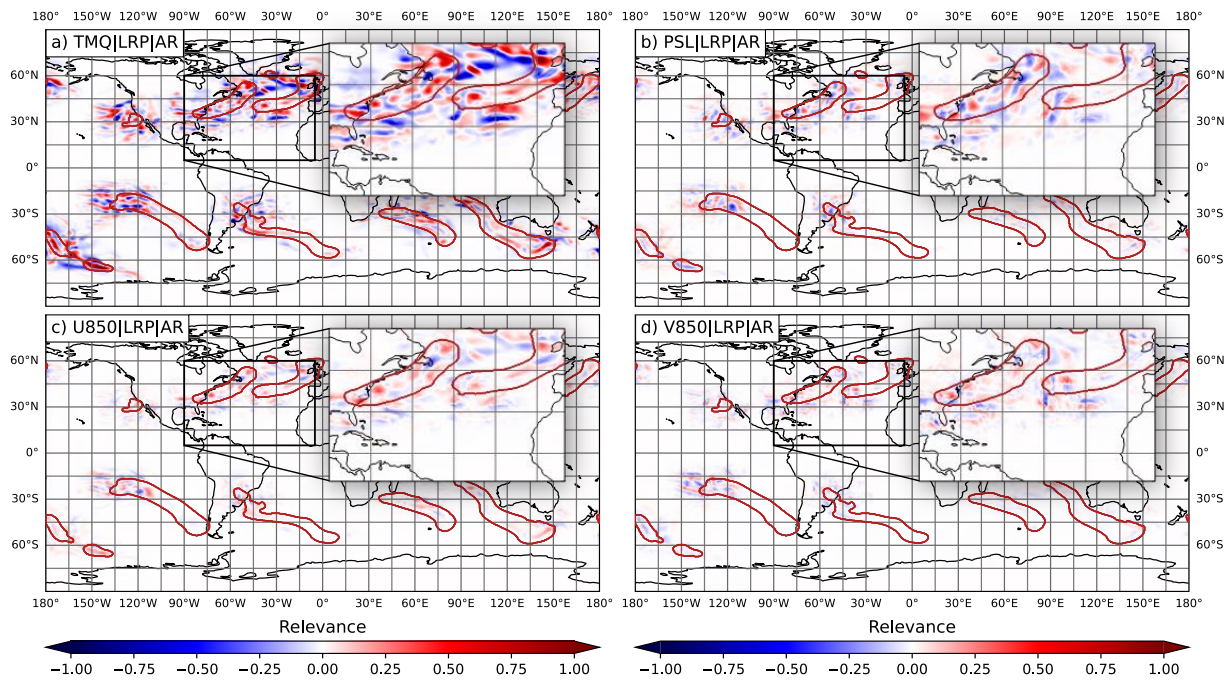 180° 150°W 120°W 90°W 60°W 30°W 0° 30°E 60°E 90°E 120°E 150°E 180° 180° 150°W 120°W 90°W 60°W 30°W 0° 30°E 60°E 90°E 120°E 150°E 180°
a) TMQ|LRP|AR b) PSL|LRP|AR
60°N 60°N
30°N 30°N
0° 0°
30°S 30°S
60°S 60°S
c) U850|LRP|AR d) V850|LRP|AR
60°N 60°N
30°N 30°N
0° 0°
30°S 30°S
60°S 60°S
180° 150°W 120°W 90°W 60°W 30°W 0° 30°E 60°E 90°E 120°E 150°E 180° 180° 150°W 120°W 90°W 60°W 30°W 0° 30°E 60°E 90°E 120°E 150°E 180°
Relevance Relevance
−1.00 −0.75 −0.50 −0.25 0.00 0.25 0.50 0.75 1.00 −1.00 −0.75 −0.50 −0.25 0.00 0.25 0.50 0.75 1.00